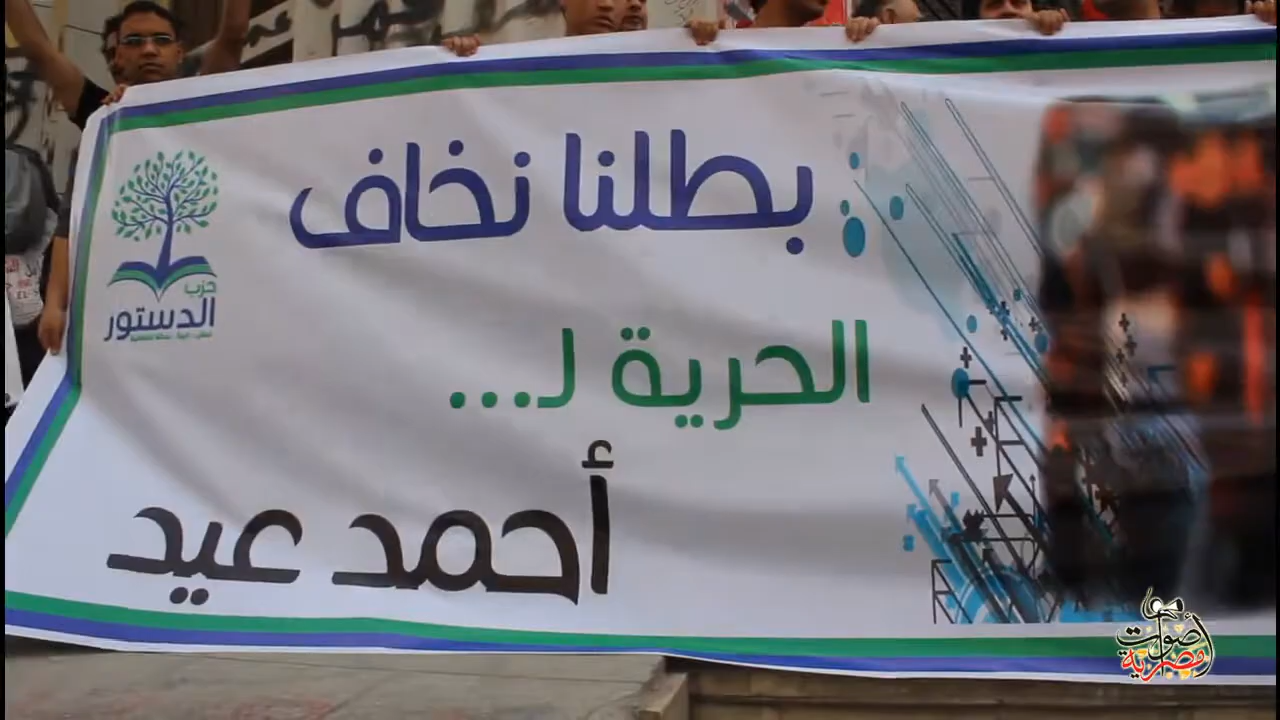 بطلنا نخاف
الحرية لـ...
أحمد عيد
حزب
الدستور
أصوات
مصرية